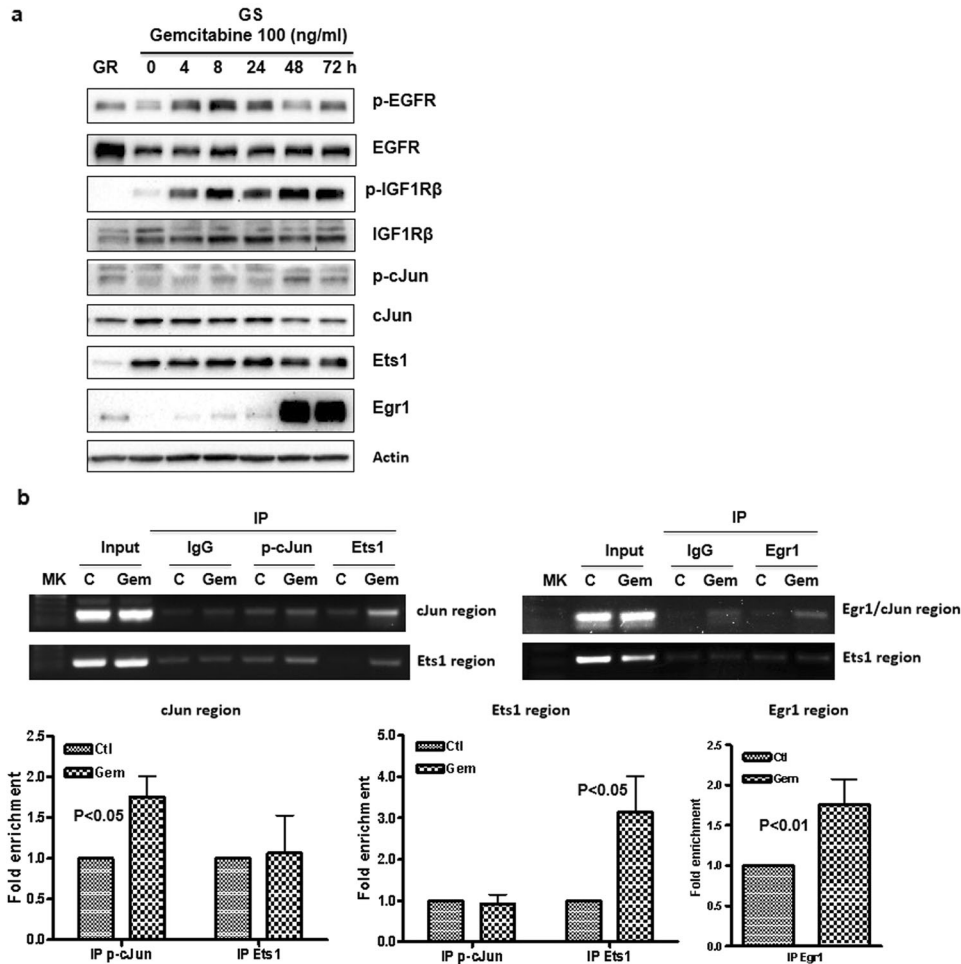 a
GS
Gemcitabine 100 (ng/ml)
GR 0 4 8 24 48 72 h
p-EGFR
EGFR
p-IGF1Rβ
IGF1Rβ
p-cJun
cJun
Ets1
Egr1
Actin
b
IP
Input IgG p-cJun Ets1
MK C Gem C Gem C Gem C Gem
cJun region
Ets1 region
IP
Input IgG Egr1
MK C Gem C Gem C Gem
Egr1/cJun region
Ets1 region
cJun region
Fold enrichment
2.5
2.0
1.5
1.0
0.5
0.0
Ctl
Gem
P<0.05
IP p-cJun IP Ets1
Ets1 region
Fold enrichment
5.0
4.0
3.0
2.0
1.0
0.0
Ctl
Gem
P<0.05
IP p-cJun IP Ets1
Egr1 region
Fold enrichment
2.5
2.0
1.5
1.0
0.5
0.0
Ctl
Gem
P<0.01
IP Egr1